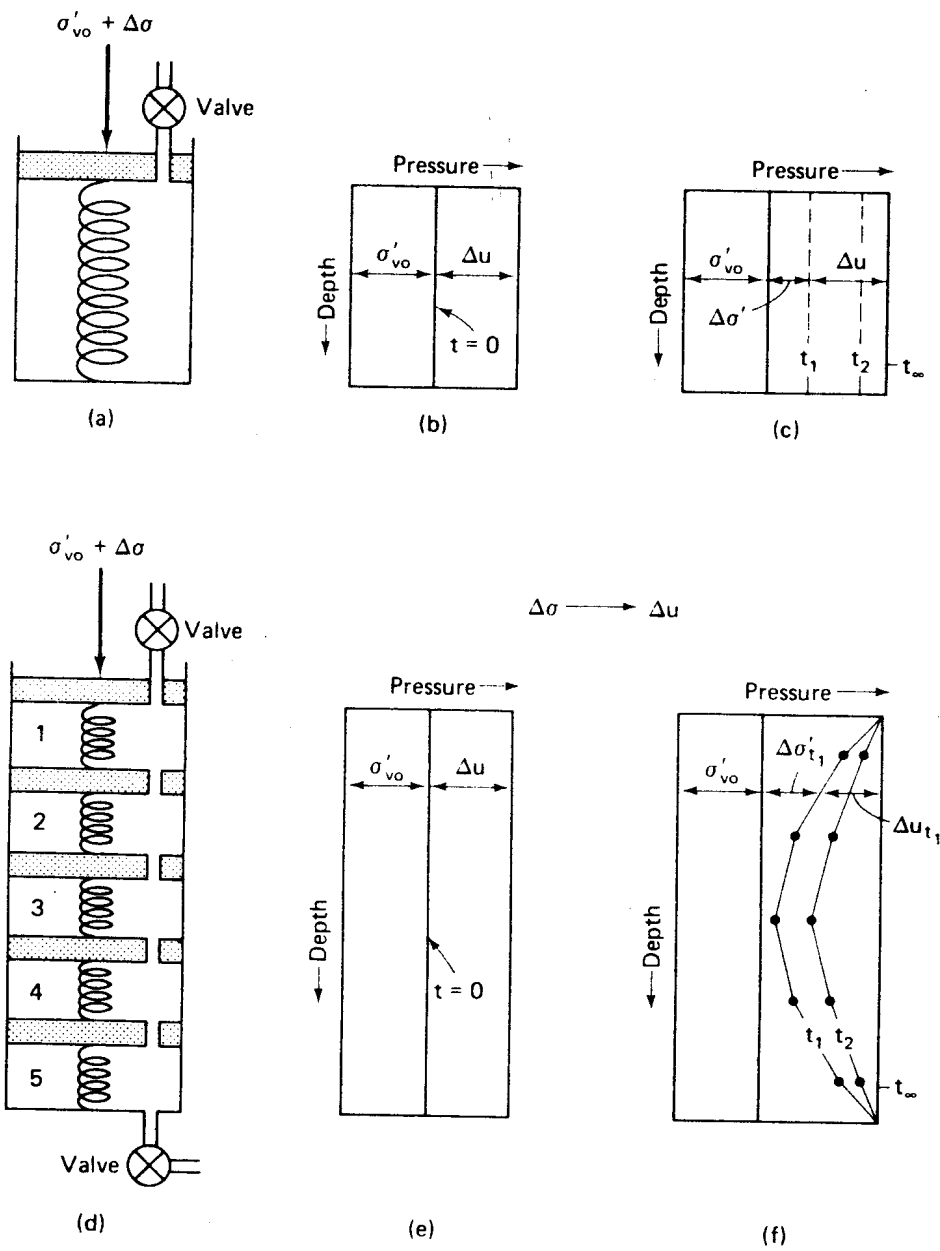 σ′vo + Δσ
Valve
(a)
Pressure
σ′vo
Δu
Depth
t = 0
(b)
Pressure
σ′vo
Δu
Δσ′
Depth
t1
t2
t∞
(c)
σ′vo + Δσ
Valve
1
2
3
4
5
Valve
(d)
Δσ → Δu
Pressure
σ′vo
Δu
Depth
t = 0
(e)
Pressure
σ′vo
Δσ′t1
Δut1
Depth
t1
t2
t∞
(f)